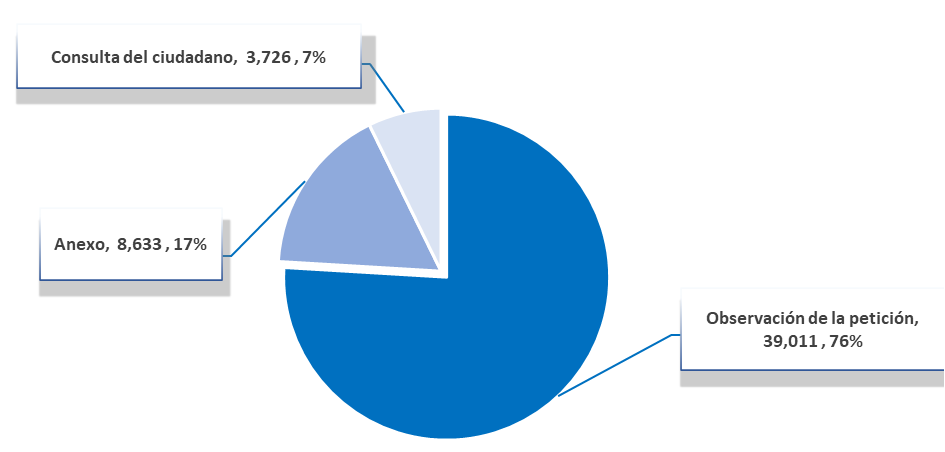 Consulta del ciudadano, 3,726 , 7%
Anexo, 8,633 , 17%
Observación de la petición,
39,011 , 76%